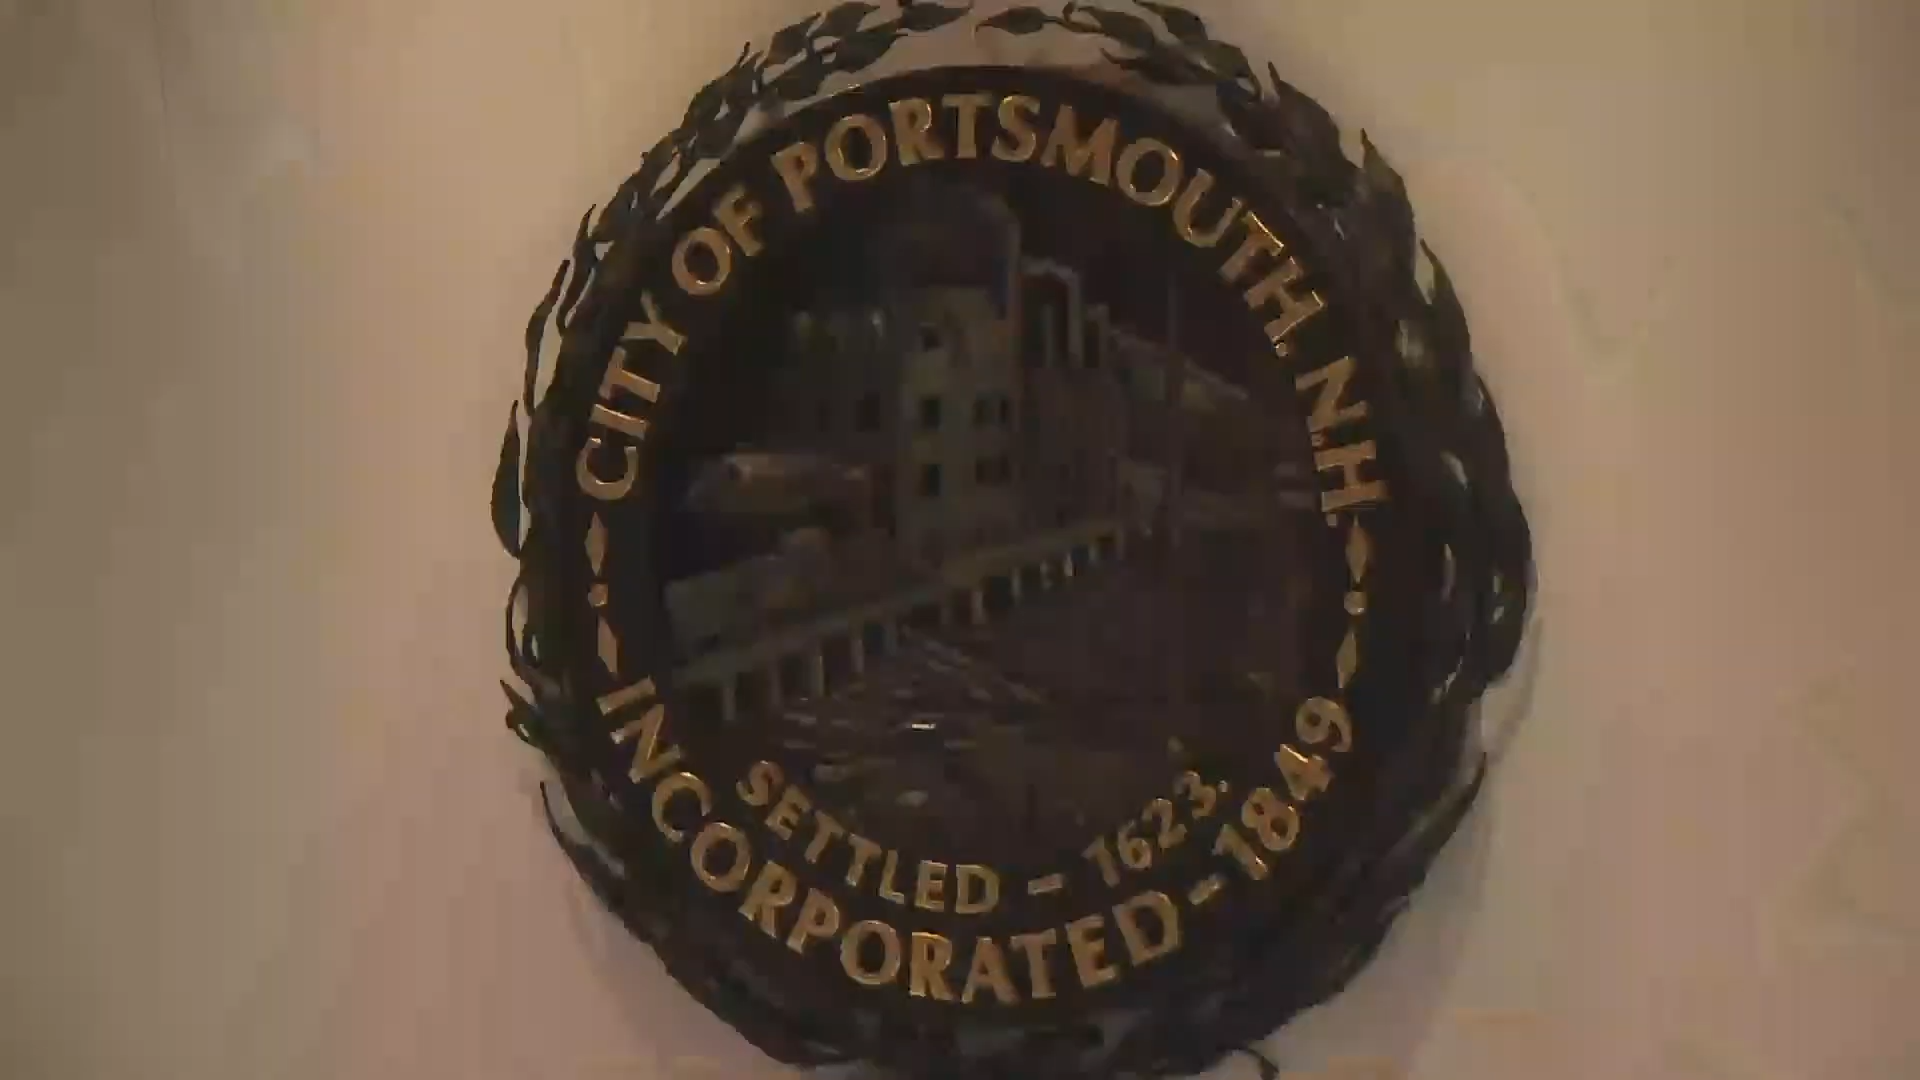 CITY OF PORTSMOUTH. N.H.
SETTLED - 1623.
INCORPORATED - 1849